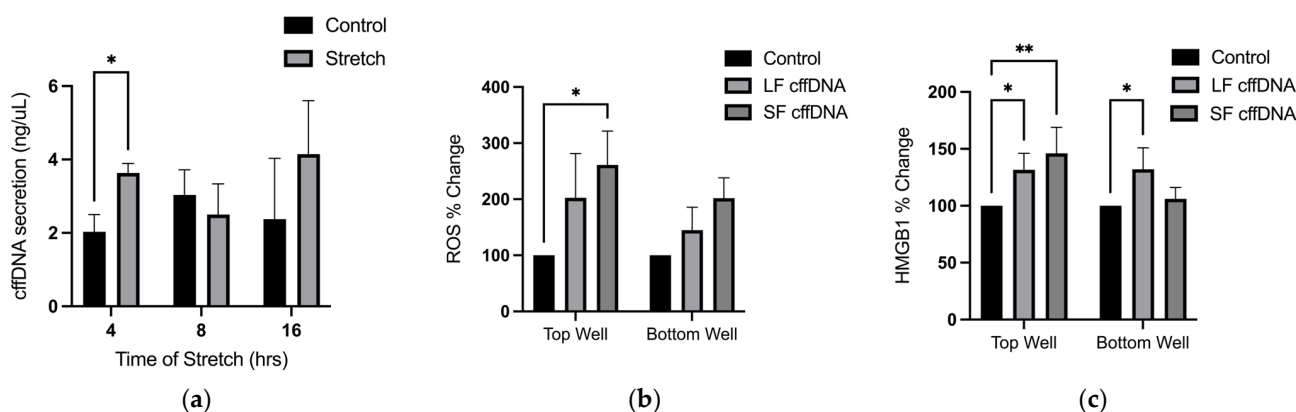 Control
Stretch
*
cffDNA secretion (ng/uL)
6
4
2
0
4 8 16
Time of Stretch (hrs)
(a)
Control
LF cffDNA
SF cffDNA
*
ROS % Change
400
300
200
100
0
Top Well Bottom Well
(b)
Control
LF cffDNA
SF cffDNA
**
* *
HMGB1 % Change
200
150
100
50
0
Top Well Bottom Well
(c)